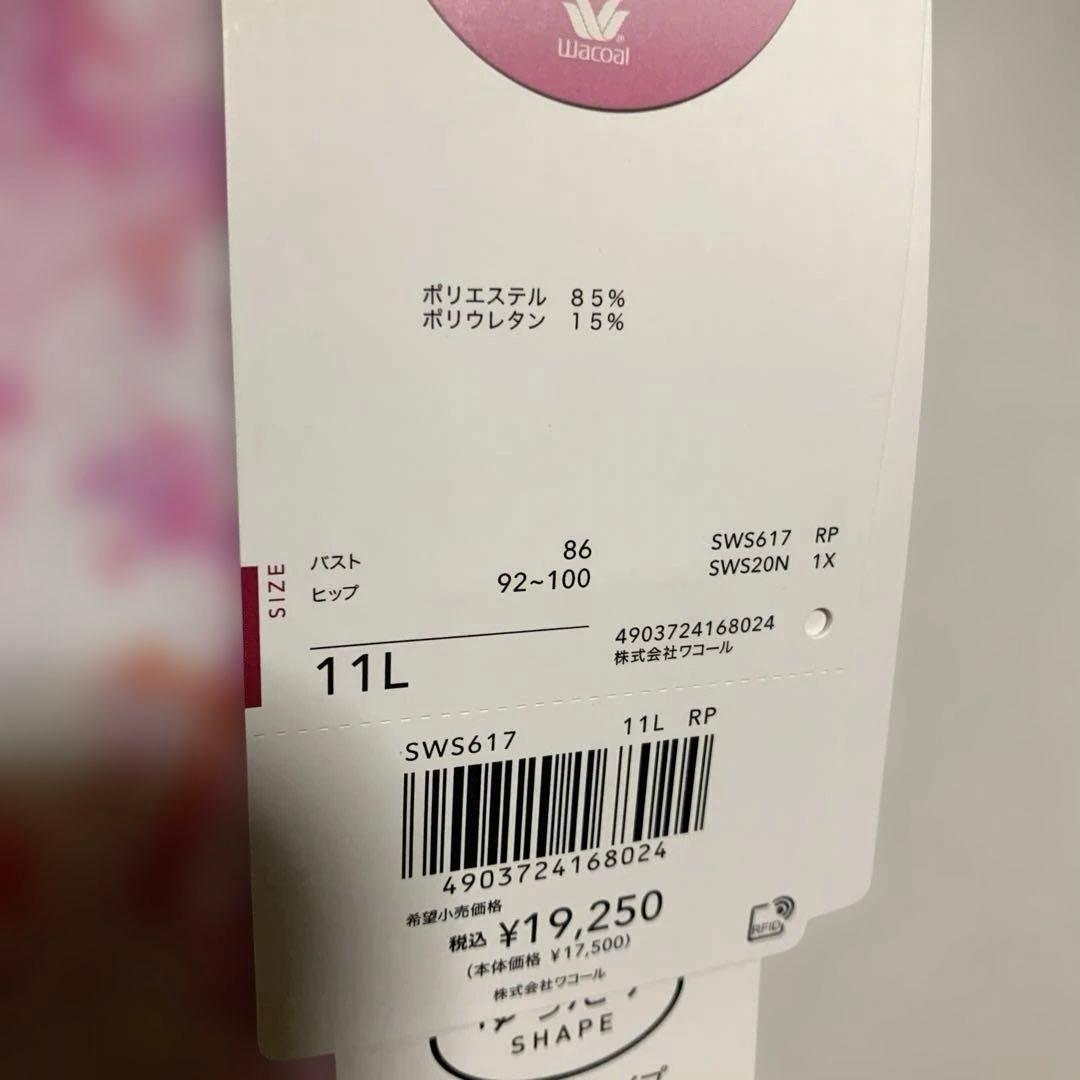 Wacoal
ポリエステル 85%
ポリウレタン 15%
SIZE
バスト 86
ヒップ 92~100
11L
SWS617 RP
SWS20N 1X
4903724168024
株式会社ワコール
SWS617 11L RP
4903724168024
希望小売価格
税込 ¥19,250
(本体価格 ¥17,500)
株式会社ワコール
RFID
SHAPE